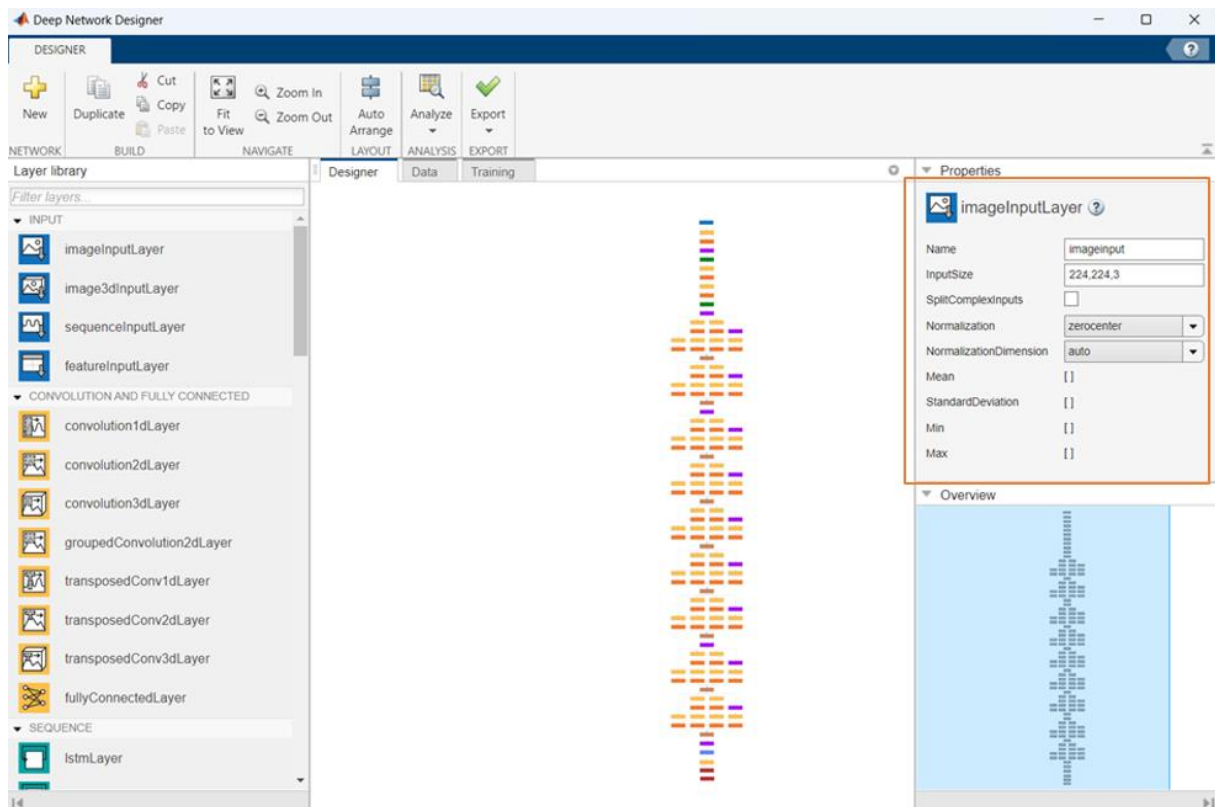 Deep Network Designer
DESIGNER
New
Duplicate
Cut
Copy
Paste
Fit
to View
Zoom In
Zoom Out
Auto
Arrange
Analyze
Export
NETWORK
BUILD
NAVIGATE
LAYOUT
ANALYSIS
EXPORT
Layer library
Filter layers...
INPUT
imageInputLayer
image3dInputLayer
sequenceInputLayer
featureInputLayer
CONVOLUTION AND FULLY CONNECTED
convolution1dLayer
convolution2dLayer
convolution3dLayer
groupedConvolution2dLayer
transposedConv1dLayer
transposedConv2dLayer
transposedConv3dLayer
fullyConnectedLayer
SEQUENCE
lstmLayer
Designer
Data
Training
Properties
imageInputLayer ?
Name imageinput
InputSize 224,224,3
SplitComplexInputs
Normalization zerocenter
NormalizationDimension auto
Mean [ ]
StandardDeviation [ ]
Min [ ]
Max [ ]
Overview